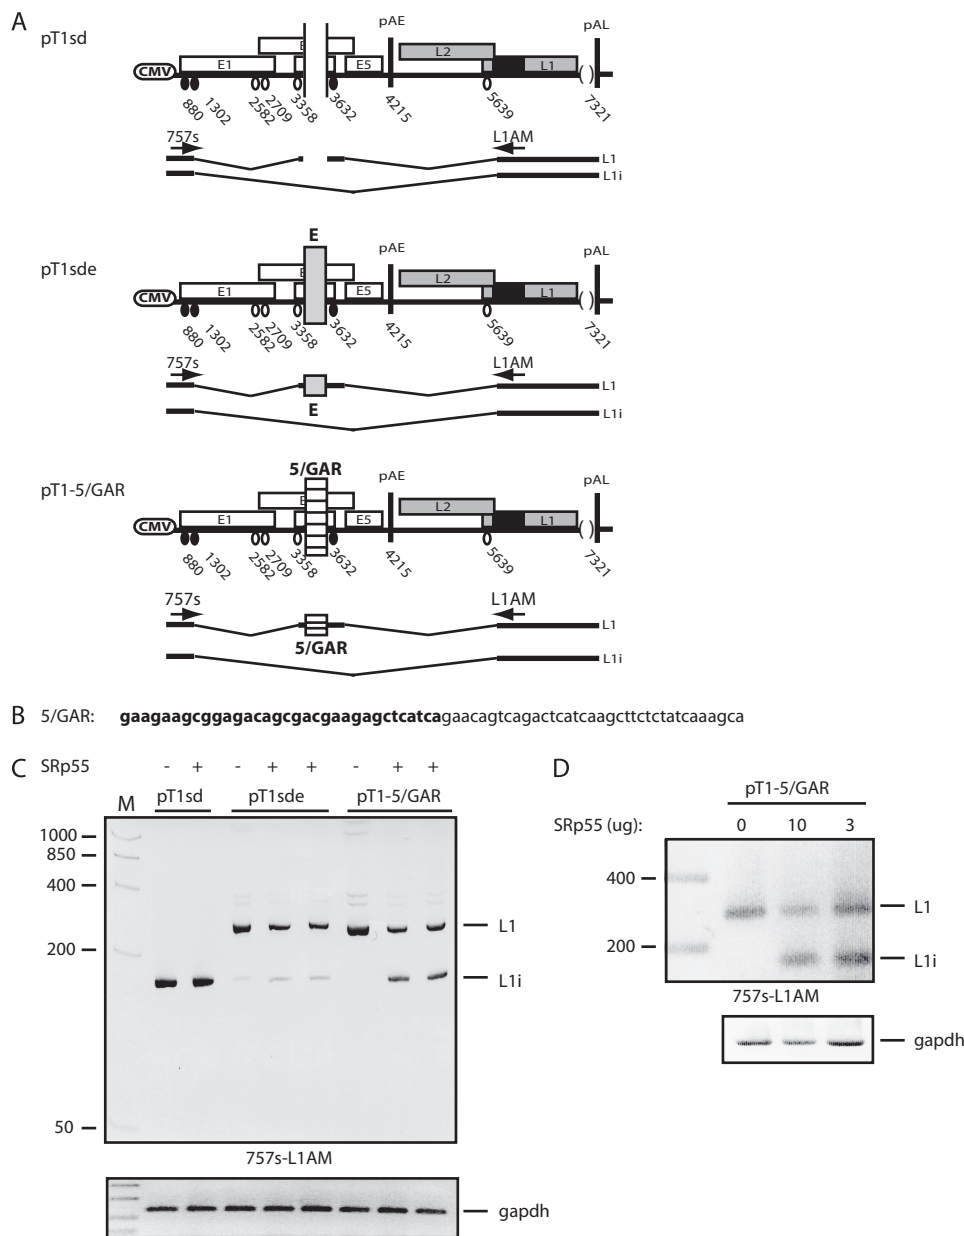 A
pT1sd
pAE
pAL
L2
CMV
E1
E
E5
L1
( )
880
1302
2582
2709
3358
3632
4215
5639
7321
757s
L1AM
L1
L1i
E
pT1sde
pAE
pAL
L2
CMV
E1
E
E5
L1
( )
880
1302
2582
2709
3358
3632
4215
5639
7321
757s
L1AM
L1
E
L1i
5/GAR
pT1-5/GAR
pAE
pAL
L2
CMV
E1
E
E5
L1
( )
880
1302
2582
2709
3358
3632
4215
5639
7321
757s
L1AM
L1
5/GAR
L1i
B 5/GAR: gaagaagcggagacagcgacgaagagctcatcagaacagtcagactcatcaagcttctctatcaaagca
C SRp55 - + - + + - + +
M pT1sd pT1sde pT1-5/GAR
1000
850
400
200
50
L1
L1i
757s-L1AM
gapdh
D
pT1-5/GAR
SRp55 (ug): 0 10 3
400
200
L1
L1i
757s-L1AM
gapdh